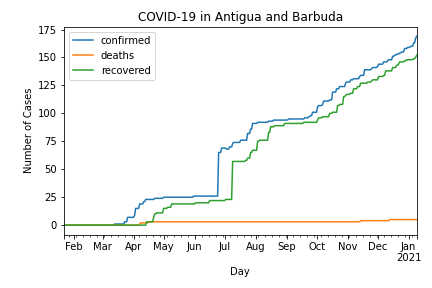 COVID-19 in Antigua and Barbuda
confirmed
deaths
recovered
Number of Cases
175
150
125
100
75
50
25
0
Feb Mar Apr May Jun Jul Aug Sep Oct Nov Dec Jan
2021
Day